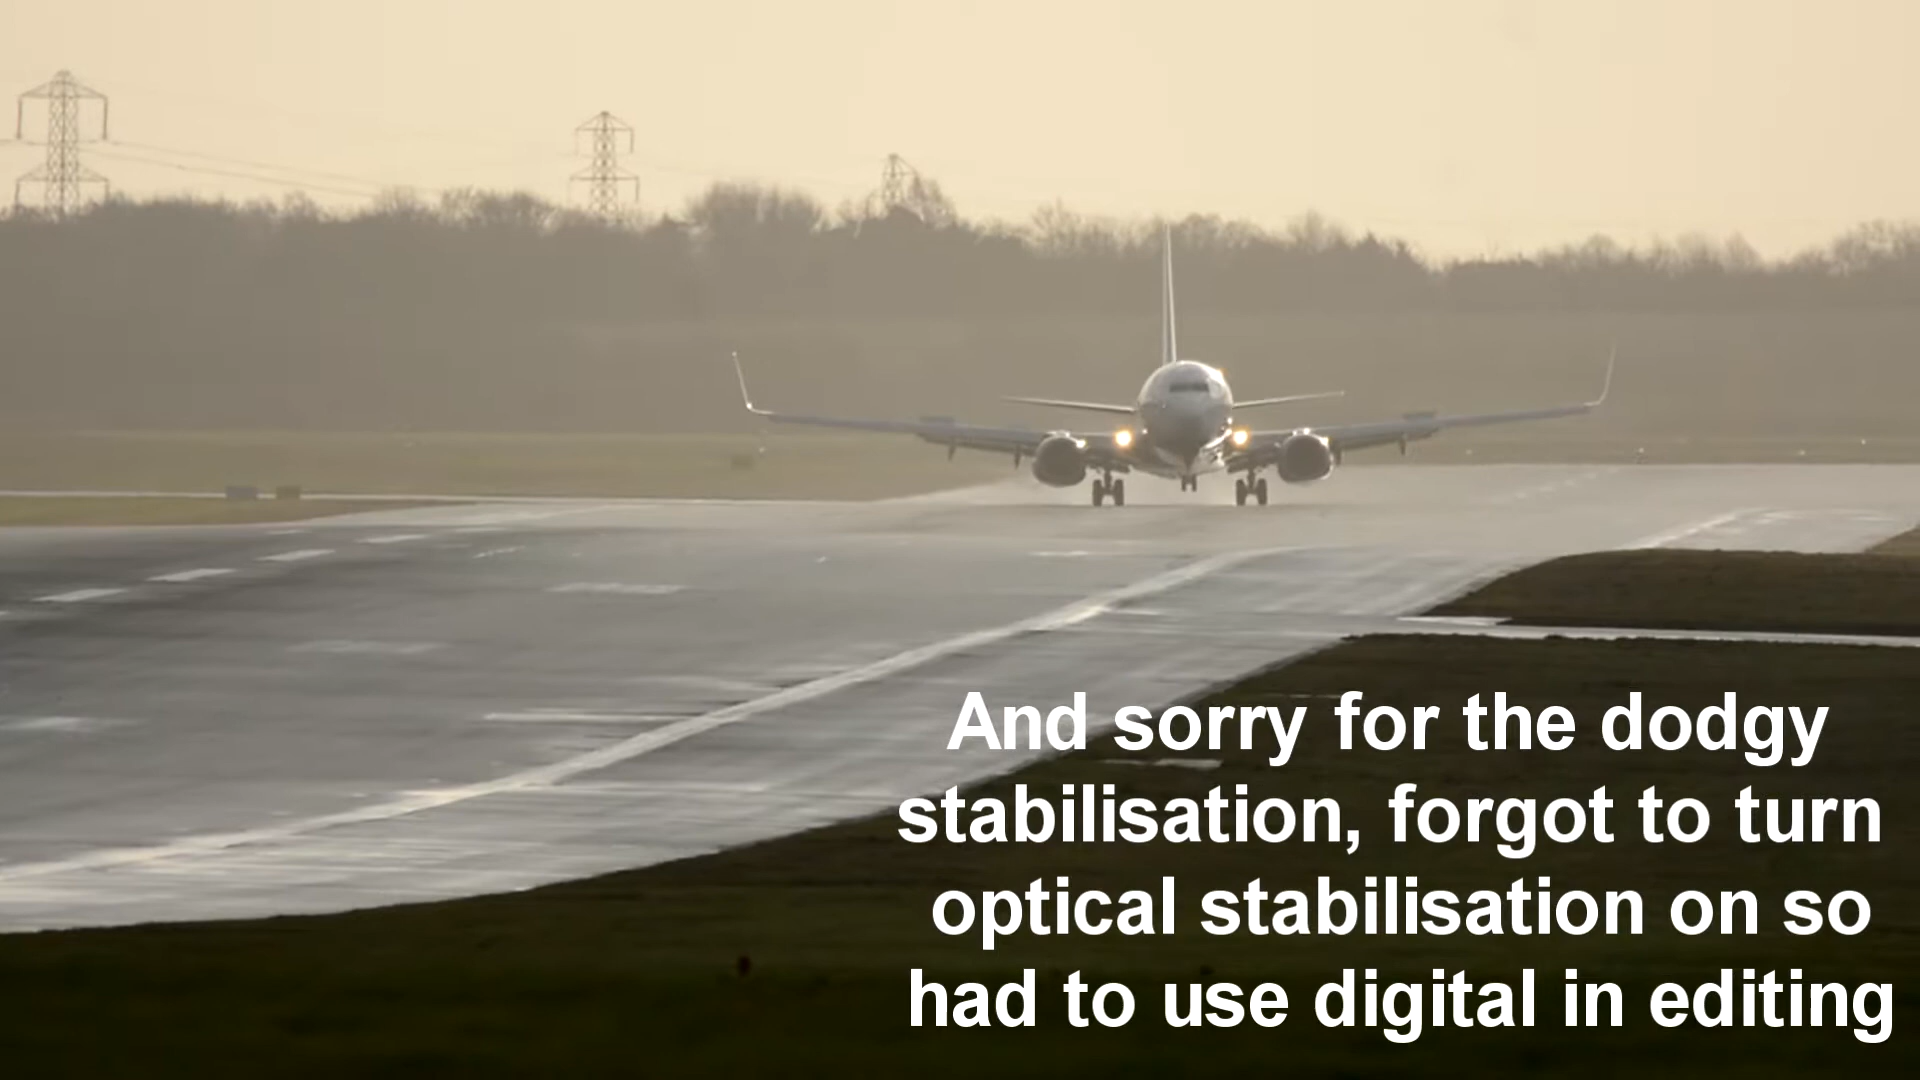 And sorry for the dodgy
stabilisation, forgot to turn
optical stabilisation on so
had to use digital in editing